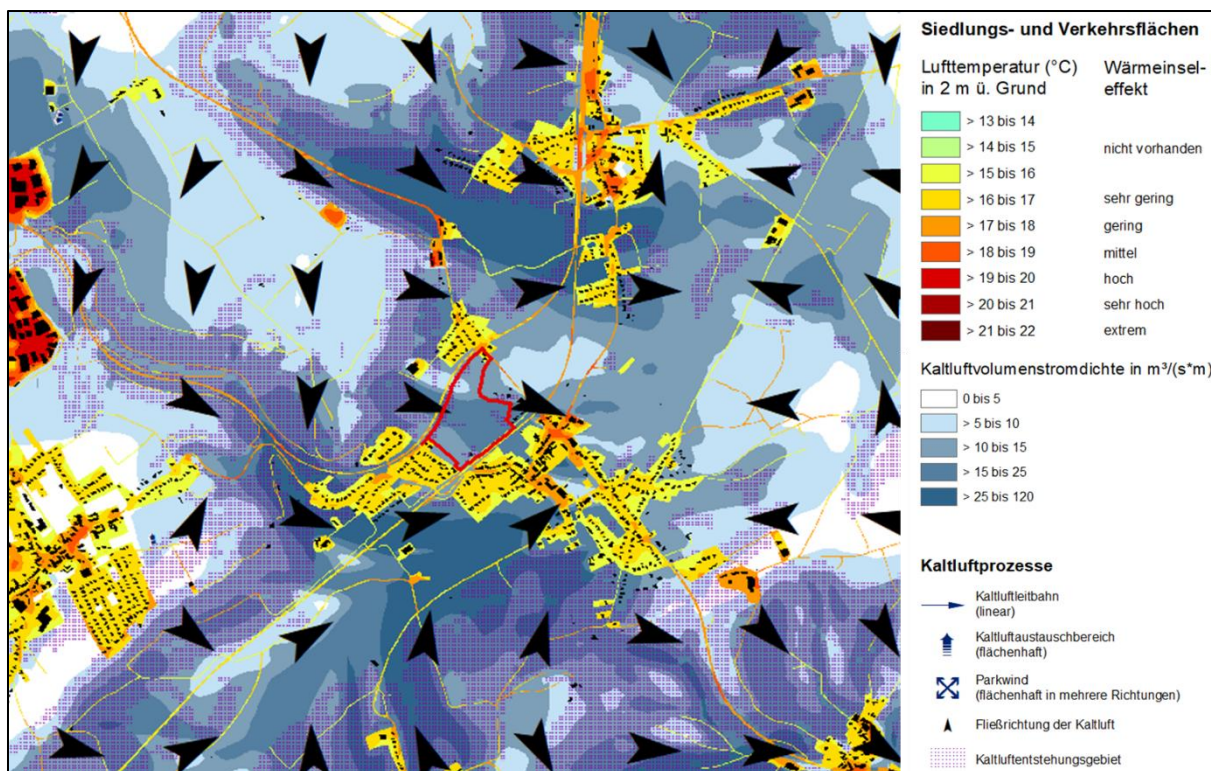 Siedlungs- und Verkehrsflächen
Lufttemperatur (°C)
in 2 m ü. Grund
Wärmeinsel-
effekt
> 13 bis 14
> 14 bis 15
nicht vorhanden
> 15 bis 16
> 16 bis 17
sehr gering
> 17 bis 18
gering
> 18 bis 19
mittel
> 19 bis 20
hoch
> 20 bis 21
sehr hoch
> 21 bis 22
extrem
Kaltluftvolumenstromdichte in m³/(s*m)
0 bis 5
> 5 bis 10
> 10 bis 15
> 15 bis 25
> 25 bis 120
Kaltluftprozesse
Kaltluftleitbahn
(linear)
Kaltluftaustauschbereich
(flächenhaft)
Parkwind
(flächenhaft in mehrere Richtungen)
Fließrichtung der Kaltluft
Kaltluftentstehungsgebiet